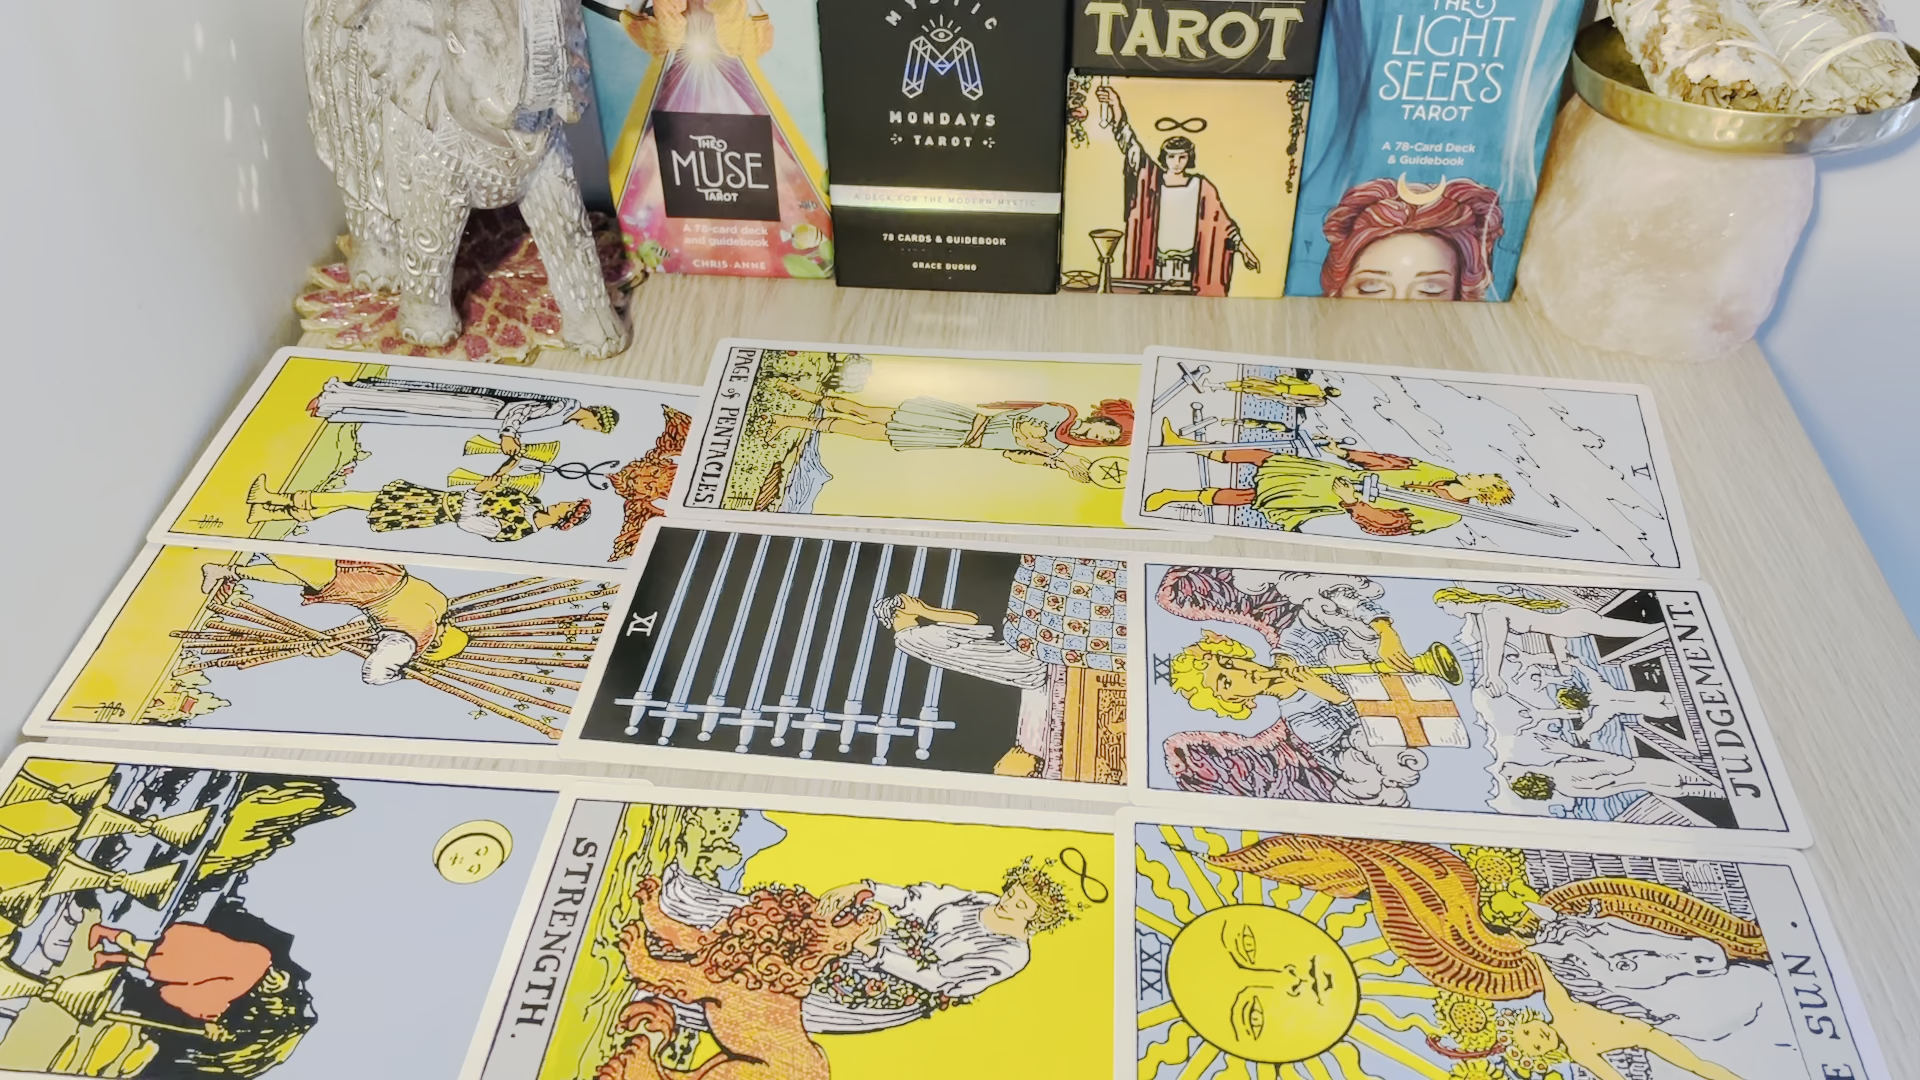 THE
MUSE
TAROT
A 78-card deck
and guidebook
CHRIS-ANNE
MYSTIC
M
MONDAYS
TAROT
A DECK FOR THE MODERN MYSTIC
78 CARDS & GUIDEBOOK
GRACE DUONG
TAROT
THE
LIGHT
SEER'S
TAROT
A 78-Card Deck
& Guidebook
PAGE of PENTACLES
V
IX
XX
JUDGEMENT.
STRENGTH.
XIX
E SUN.